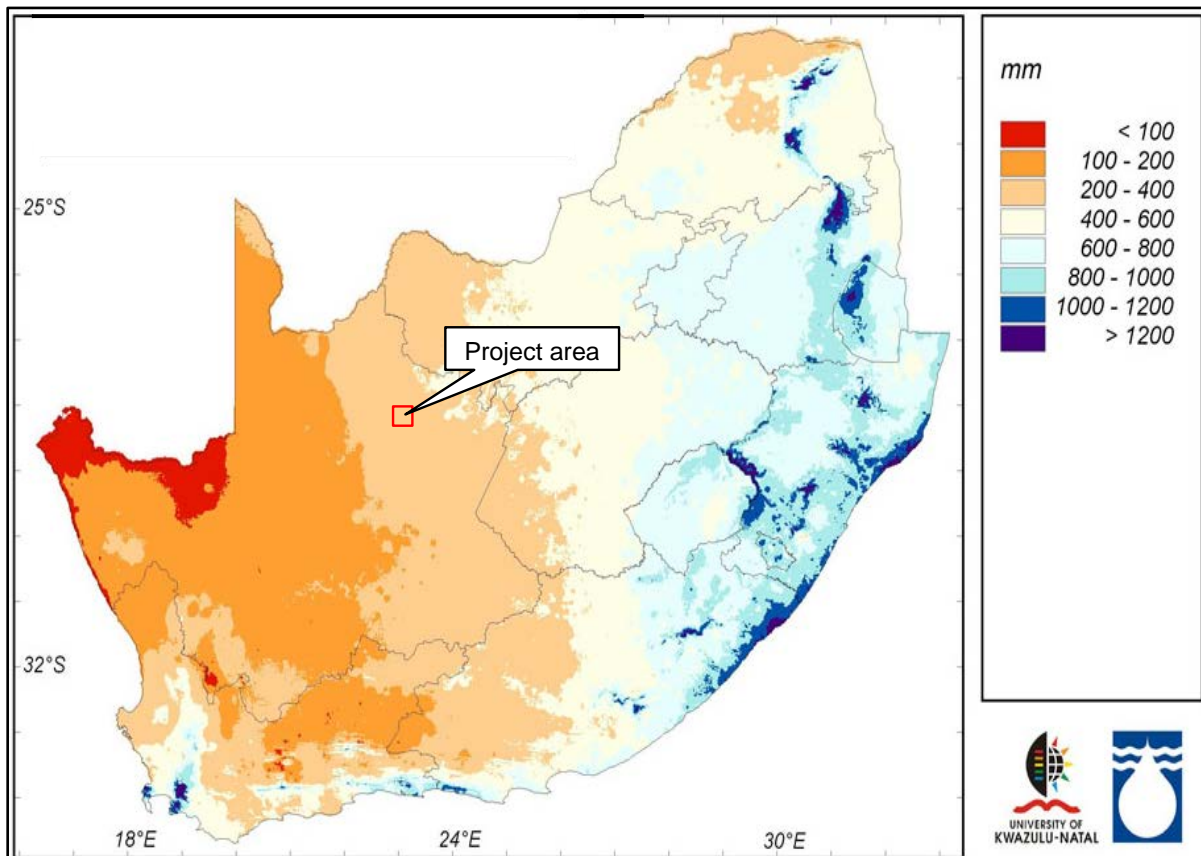 mm
< 100
100 - 200
200 - 400
400 - 600
600 - 800
800 - 1000
1000 - 1200
> 1200
25°S
Project area
32°S
18°E
24°E
30°E
UNIVERSITY OF
KWAZULU-NATAL